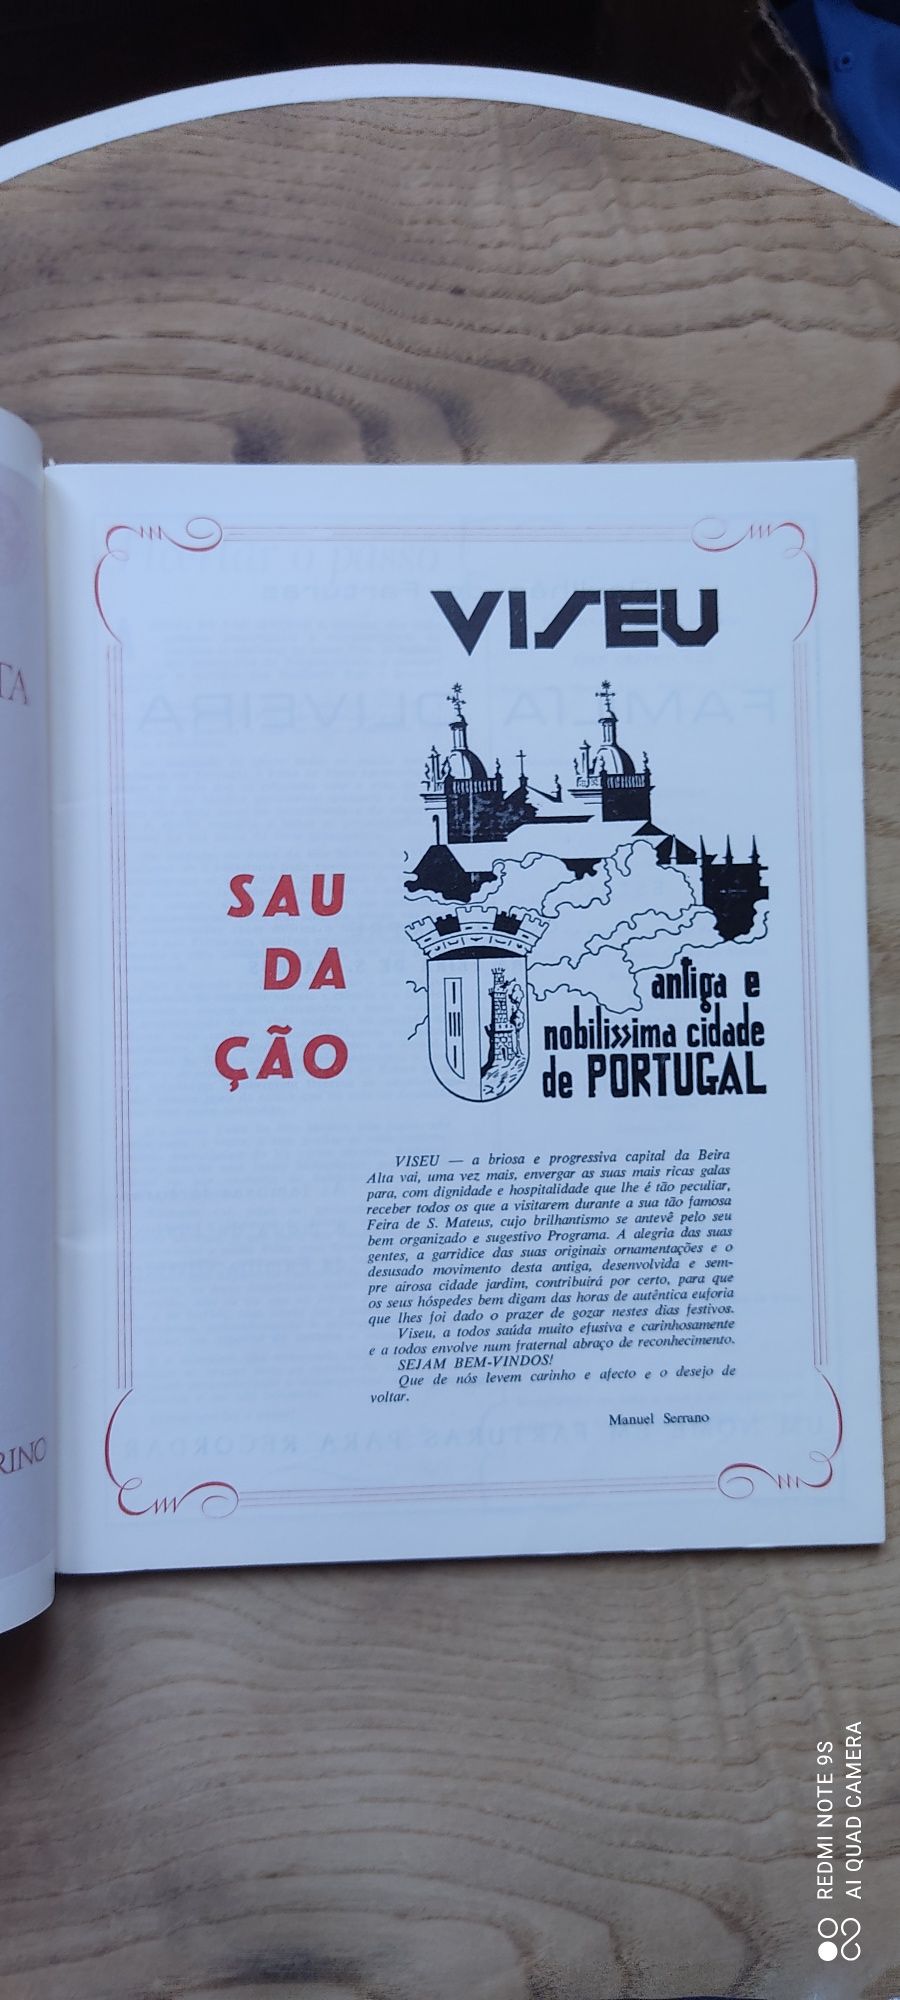 TA
RINO
VISEU
SAU
DA
ÇÃO
antiga e
nobilissima cidade
de PORTUGAL
VISEU — a briosa e progressiva capital da Beira
Alta vai, uma vez mais, envergar as suas mais ricas galas
para, com dignidade e hospitalidade que lhe é tão peculiar,
receber todos os que a visitarem durante a sua tão famosa
Feira de S. Mateus, cujo brilhantismo se antevê pelo seu
bem organizado e sugestivo Programa. A alegria das suas
gentes, a garridice das suas originais ornamentações e o
desusado movimento desta antiga, desenvolvida e sem-
pre airosa cidade jardim, contribuirá por certo, para que
os seus hóspedes bem digam das horas de autêntica euforia
que lhes foi dado o prazer de gozar nestes dias festivos.
Viseu, a todos saúda muito efusiva e carinhosamente
e a todos envolve num fraternal abraço de reconhecimento.
SEJAM BEM-VINDOS!
Que de nós levem carinho e afecto e o desejo de
voltar.
Manuel Serrano
REDMI NOTE 9S
AI QUAD CAMERA